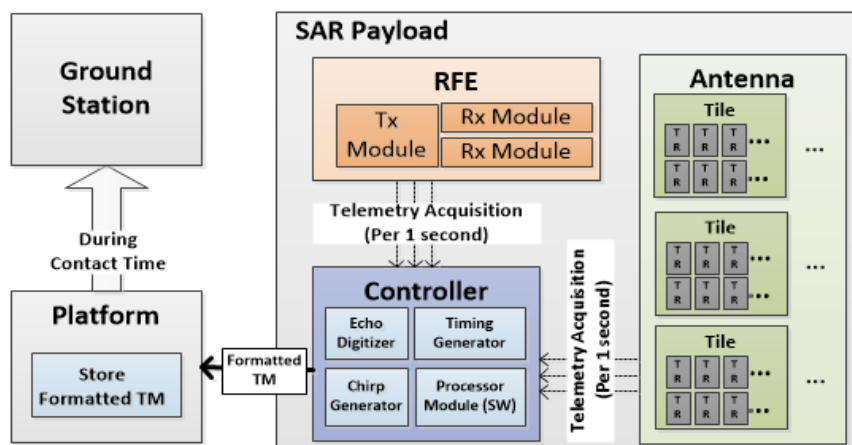 SAR Payload
Ground
Station
RFE
Tx
Module
Rx Module
Rx Module
Antenna
Tile
T R T R T R ...
T R T R T R ...
...
Telemetry Acquisition
(Per 1 second)
During
Contact Time
Tile
T R T R T R ...
T R T R T R ...
...
Telemetry Acquisition
(Per 1 second)
Controller
Echo
Digitizer
Timing
Generator
Chirp
Generator
Processor
Module (SW)
Platform
Store
Formatted TM
Formatted
TM
Tile
T R T R T R ...
T R T R T R ...
...